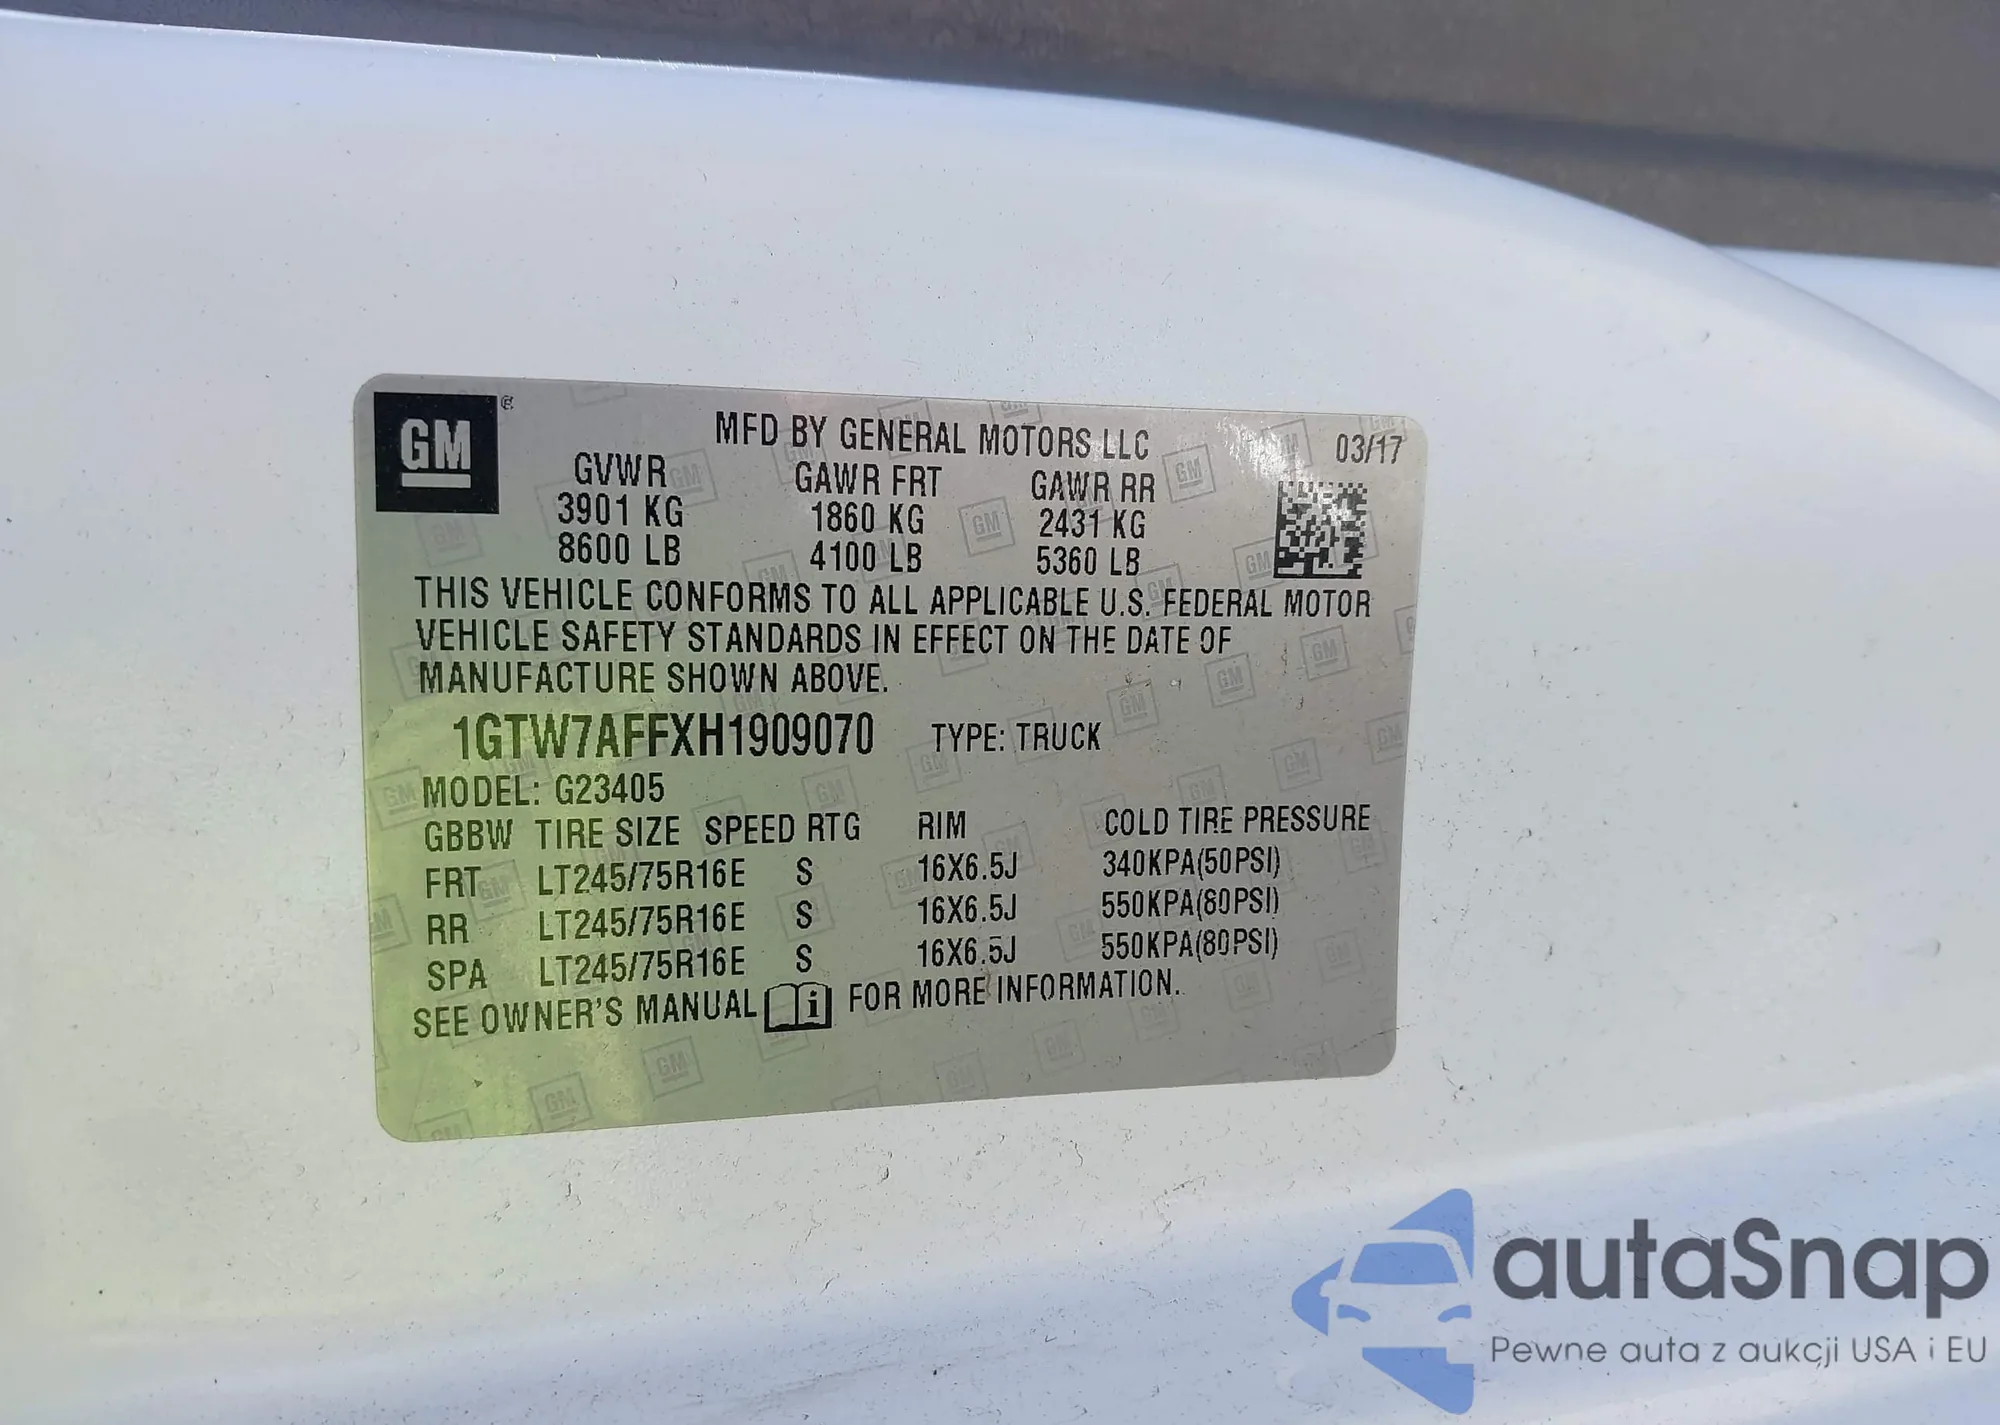 GM
MFD BY GENERAL MOTORS LLC 03/17
GVWR GAWR FRT GAWR RR
3901 KG 1860 KG 2431 KG
8600 LB 4100 LB 5360 LB
THIS VEHICLE CONFORMS TO ALL APPLICABLE U.S. FEDERAL MOTOR
VEHICLE SAFETY STANDARDS IN EFFECT ON THE DATE OF
MANUFACTURE SHOWN ABOVE.
1GTW7AFFXH1909070 TYPE: TRUCK
MODEL: G23405
GBBW TIRE SIZE SPEED RTG RIM COLD TIRE PRESSURE
FRT LT245/75R16E S 16X6.5J 340KPA(50PSI)
RR LT245/75R16E S 16X6.5J 550KPA(80PSI)
SPA LT245/75R16E S 16X6.5J 550KPA(80PSI)
SEE OWNER'S MANUAL i FOR MORE INFORMATION.
autaSnap
Pewne auta z aukcji USA i EU